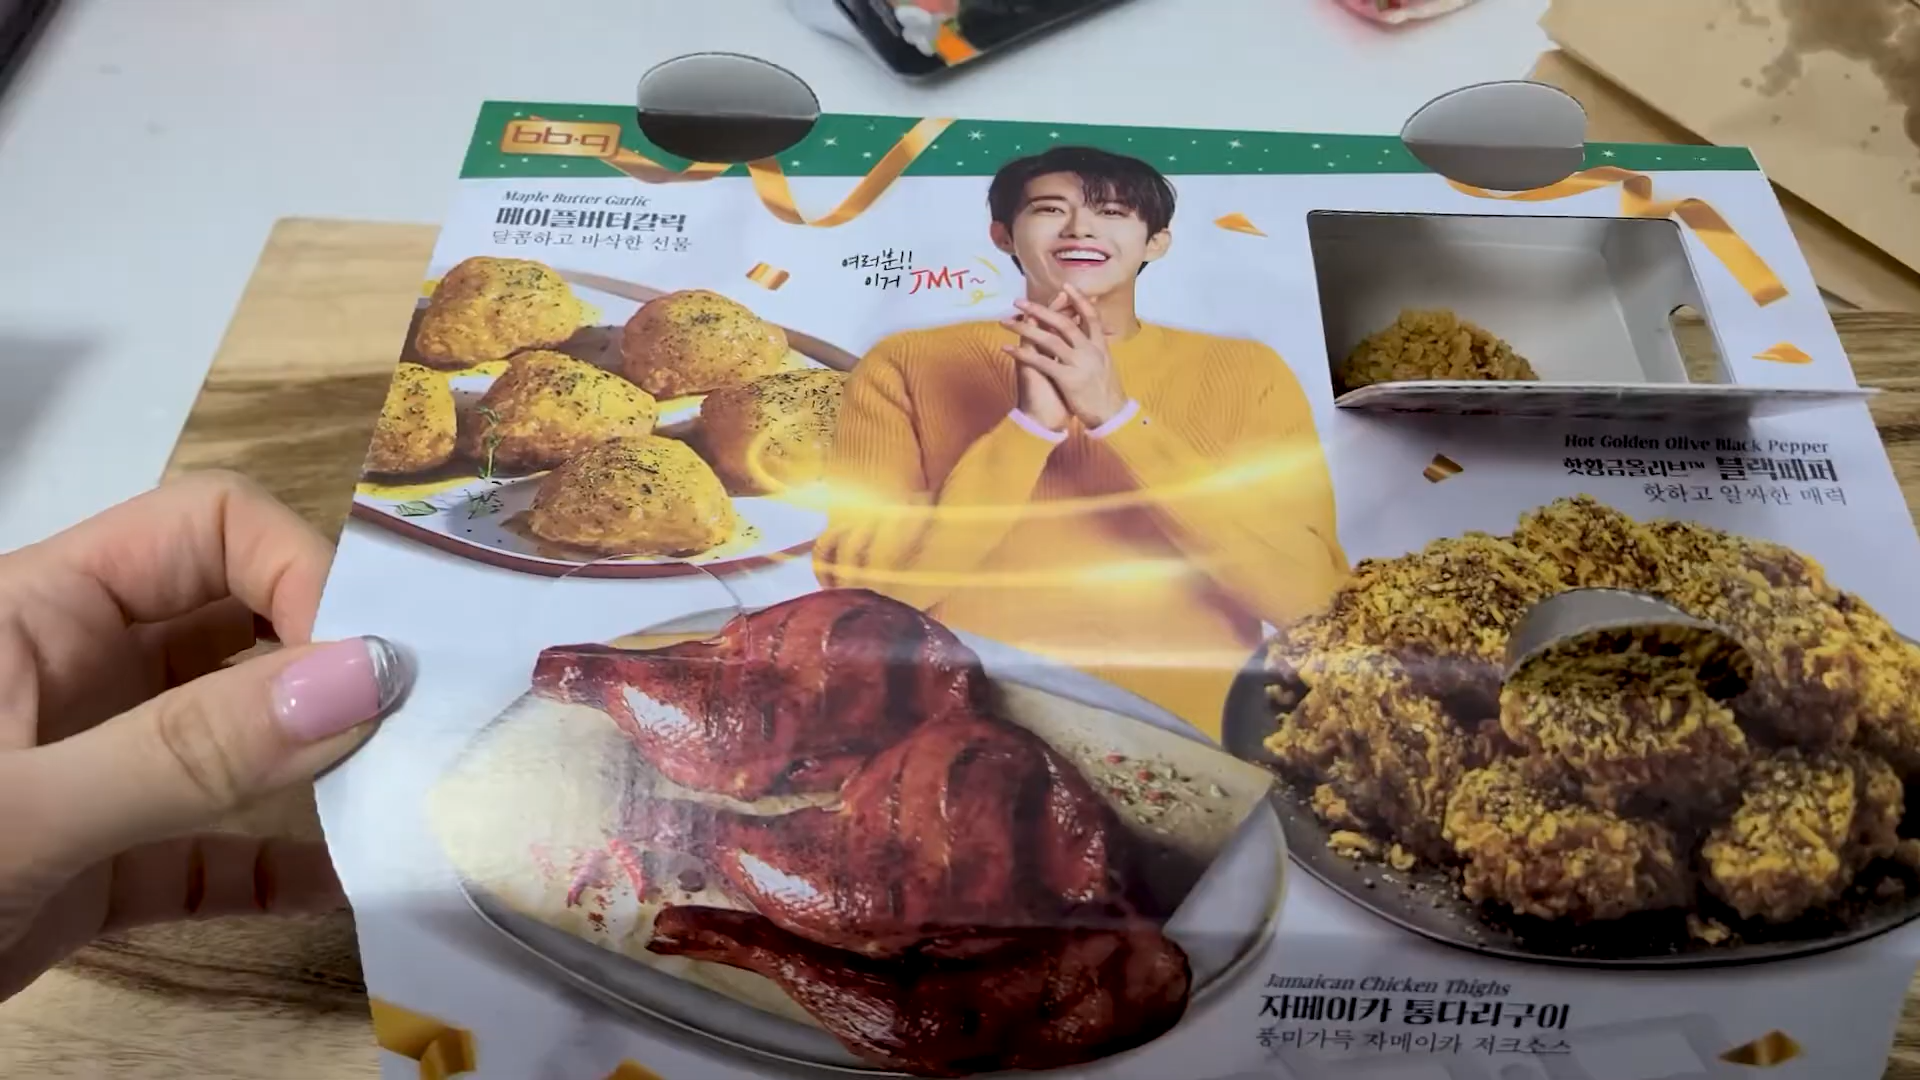 bb.q
Maple Butter Garlic
메이플버터갈릭
달콤하고 바삭한 선물
여러분!!
이거 JMT~
Hot Golden Olive Black Pepper
핫황금올리브™ 블랙페퍼
핫하고 알싸한 매력
Jamaican Chicken Thighs
자메이카 통다리구이
풍미가득 자메이카 저크소스